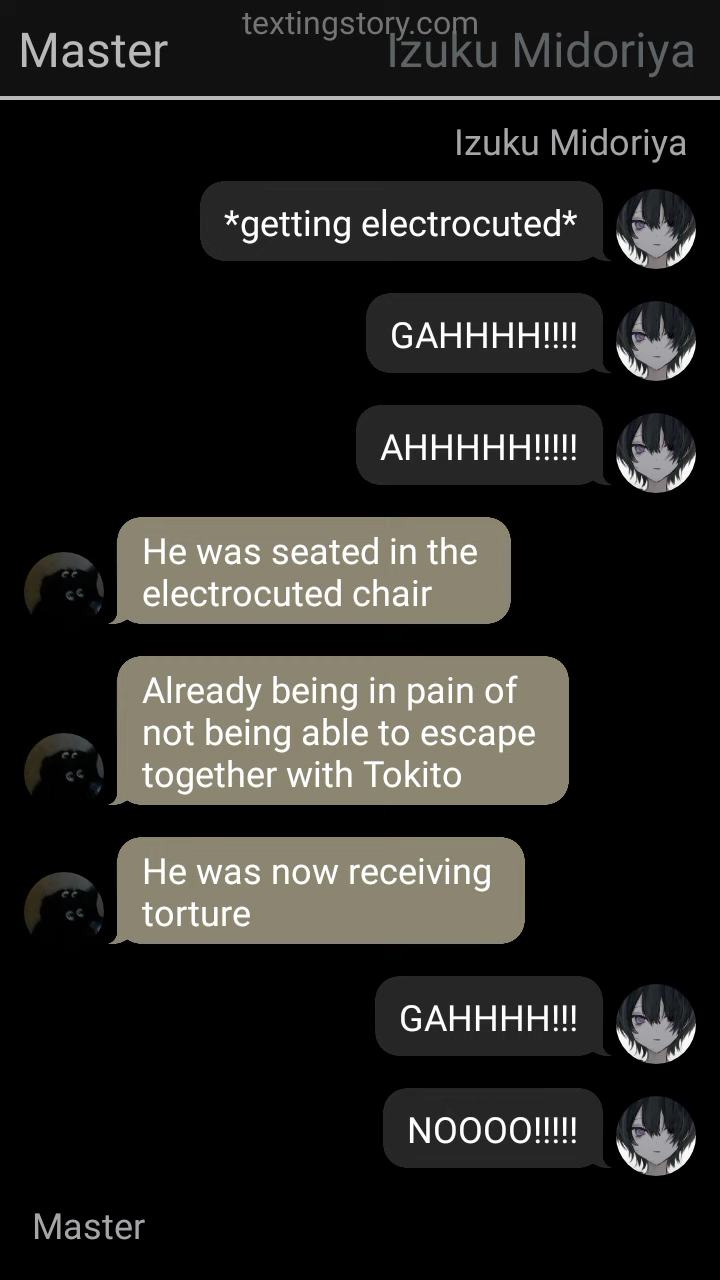 textingstory.com
Master
Izuku Midoriya
Izuku Midoriya
*getting electrocuted*
GAHHHH!!!!
AHHHHH!!!!!
He was seated in the
electrocuted chair
Already being in pain of
not being able to escape
together with Tokito
He was now receiving
torture
GAHHHH!!!
NOOOO!!!!!
Master